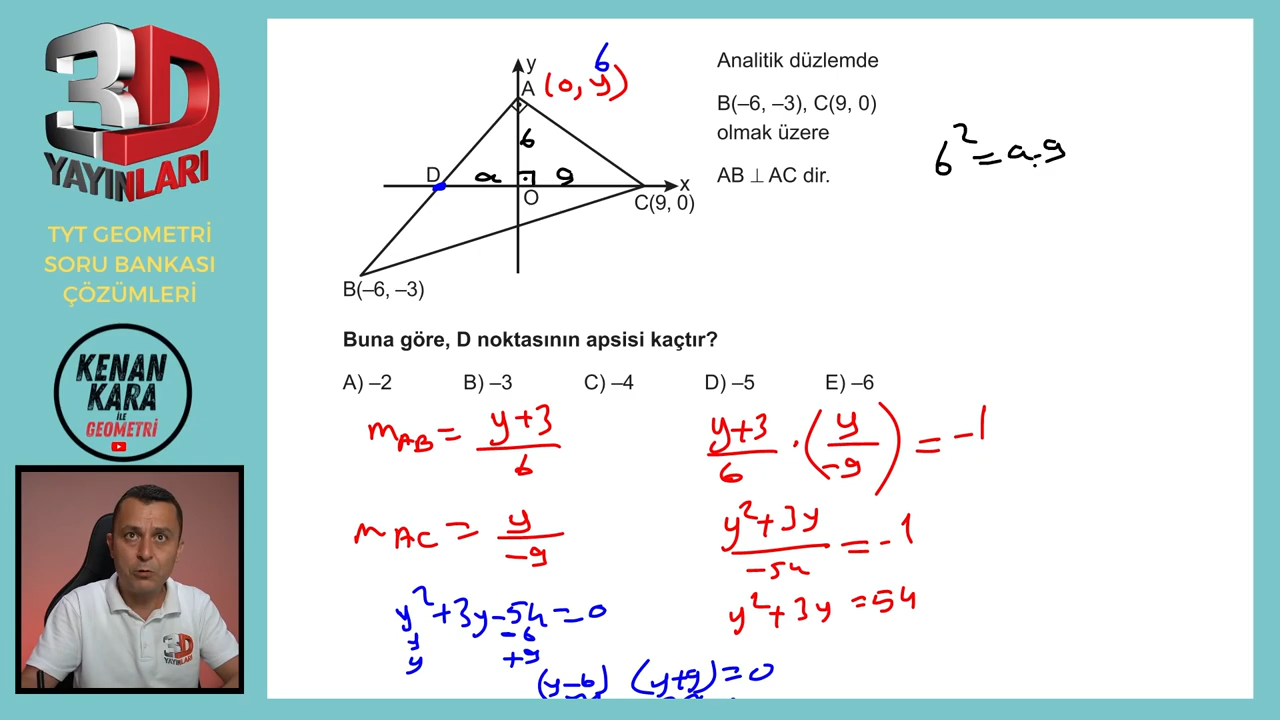 3D
YAYINLARI
TYT GEOMETRİ
SORU BANKASI
ÇÖZÜMLERİ
KENAN
KARA
İLE
GEOMETRİ
3D
YAYINLARI
y
6
A (0, y)
6
D a 9
x
O
C(9, 0)
B(–6, –3)
Analitik düzlemde
B(–6, –3), C(9, 0)
olmak üzere
AB ⊥ AC dir.
6² = a.9
Buna göre, D noktasının apsisi kaçtır?
A) –2 B) –3 C) –4 D) –5 E) –6
m_AB = (y+3)/6
(y+3)/6 · (y/-9) = -1
m_AC = y/-9
(y²+3y)/-54 = -1
y²+3y = 54
y²+3y-54=0
y -6
y +9
(y-6) (y+9)=0